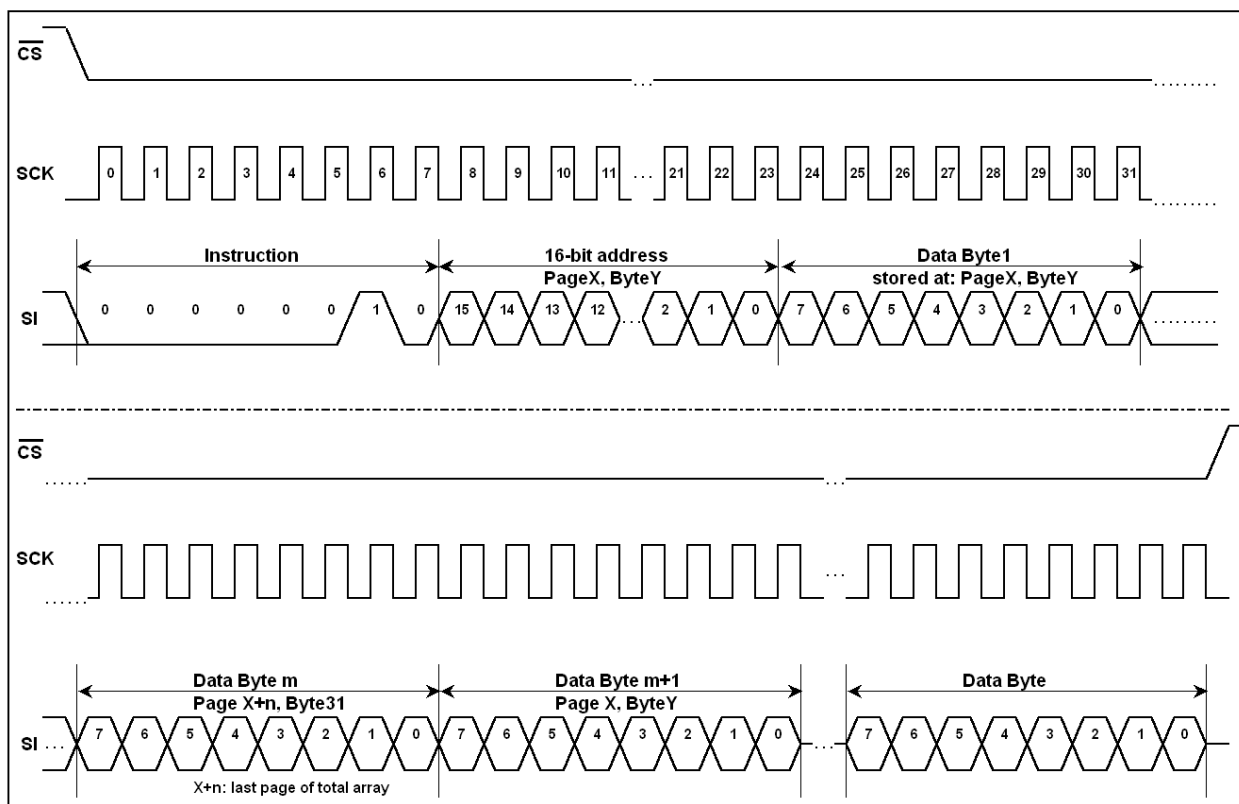 CS
SCK
0 1 2 3 4 5 6 7 8 9 10 11 ... 21 22 23 24 25 26 27 28 29 30 31
Instruction
16-bit address
PageX, ByteY
Data Byte1
stored at: PageX, ByteY
SI
0 0 0 0 0 0 1 0 15 14 13 12 ... 2 1 0 7 6 5 4 3 2 1 0
CS
SCK
Data Byte m
Page X+n, Byte31
Data Byte m+1
Page X, ByteY
Data Byte
SI
7 6 5 4 3 2 1 0 7 6 5 4 3 2 1 0 ... 7 6 5 4 3 2 1 0
X+n: last page of total array